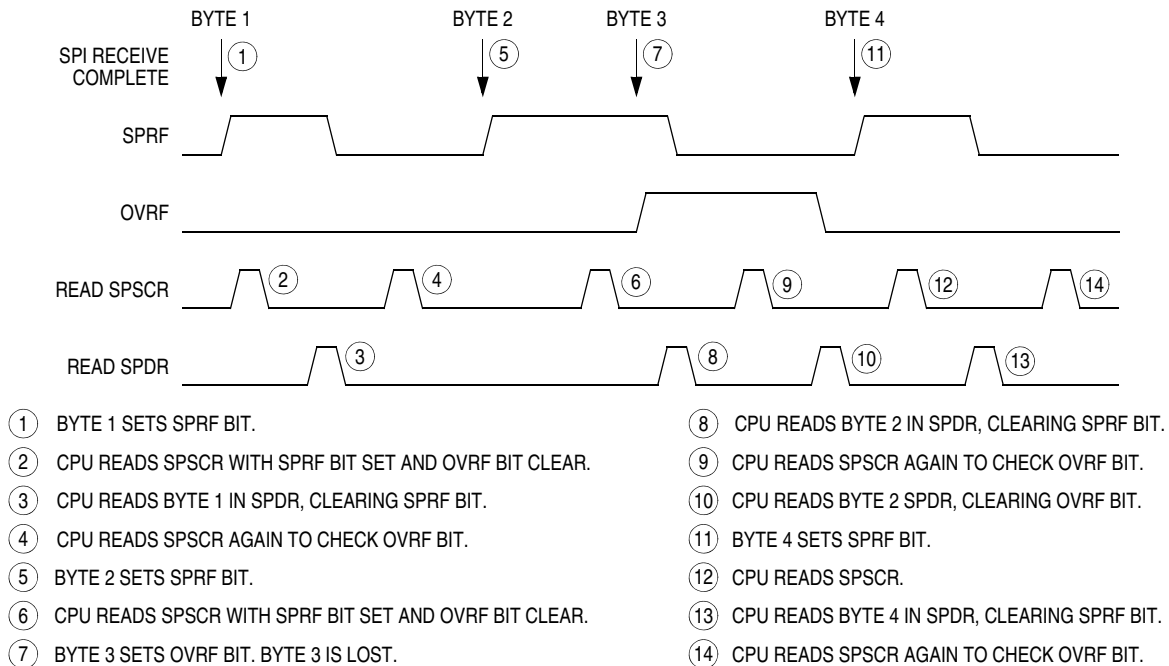 BYTE 1 BYTE 2 BYTE 3 BYTE 4
SPI RECEIVE
COMPLETE
1 5 7 11
SPRF
OVRF
READ SPSCR
2 4 6 9 12 14
READ SPDR
3 8 10 13
1 BYTE 1 SETS SPRF BIT.
2 CPU READS SPSCR WITH SPRF BIT SET AND OVRF BIT CLEAR.
3 CPU READS BYTE 1 IN SPDR, CLEARING SPRF BIT.
4 CPU READS SPSCR AGAIN TO CHECK OVRF BIT.
5 BYTE 2 SETS SPRF BIT.
6 CPU READS SPSCR WITH SPRF BIT SET AND OVRF BIT CLEAR.
7 BYTE 3 SETS OVRF BIT. BYTE 3 IS LOST.
8 CPU READS BYTE 2 IN SPDR, CLEARING SPRF BIT.
9 CPU READS SPSCR AGAIN TO CHECK OVRF BIT.
10 CPU READS BYTE 2 SPDR, CLEARING OVRF BIT.
11 BYTE 4 SETS SPRF BIT.
12 CPU READS SPSCR.
13 CPU READS BYTE 4 IN SPDR, CLEARING SPRF BIT.
14 CPU READS SPSCR AGAIN TO CHECK OVRF BIT.